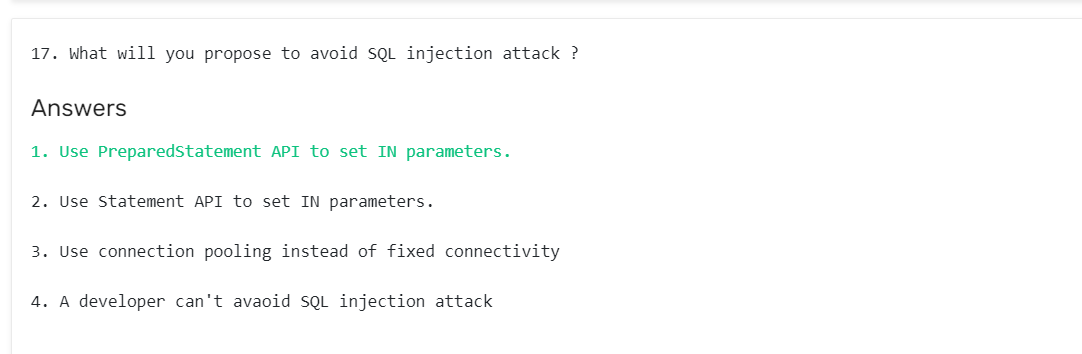 17. What will you propose to avoid SQL injection attack ?
Answers
1. Use PreparedStatement API to set IN parameters.
2. Use Statement API to set IN parameters.
3. Use connection pooling instead of fixed connectivity
4. A developer can't avaoid SQL injection attack